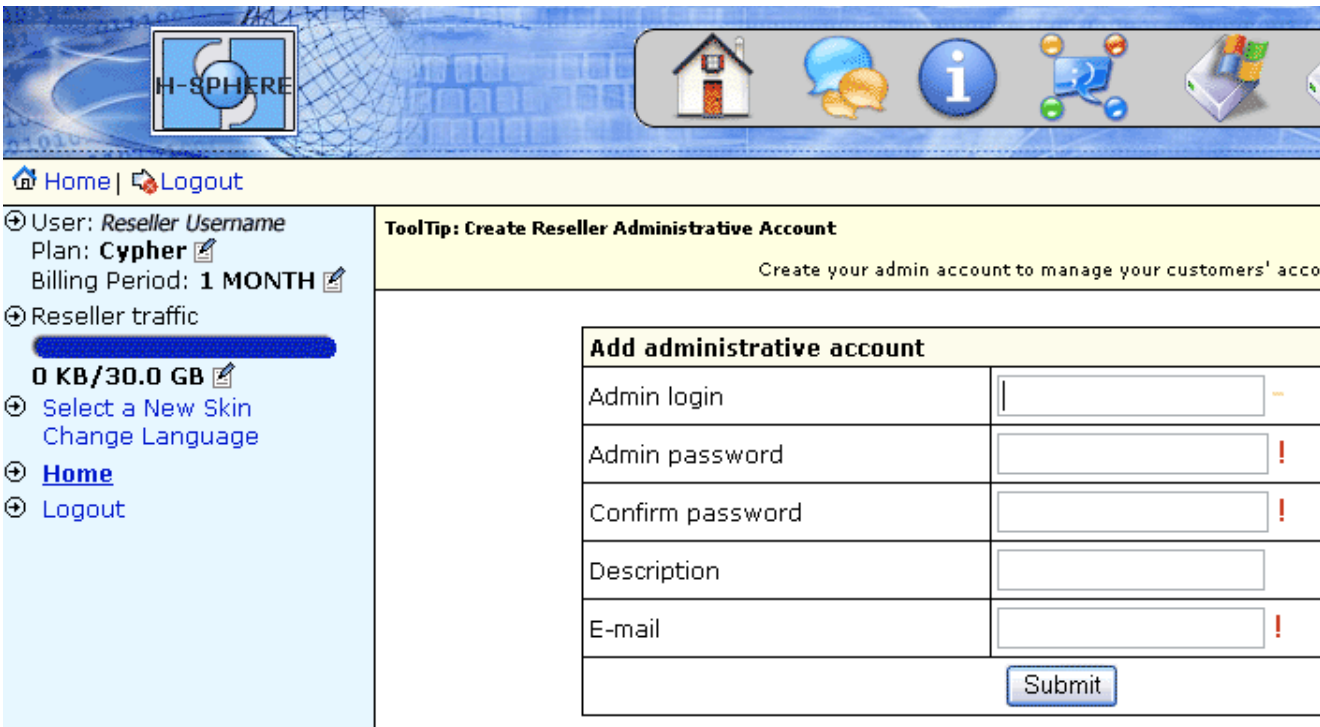 H-SPHERE
Home | Logout
User: Reseller Username
Plan: Cypher
Billing Period: 1 MONTH
Reseller traffic
0 KB/30.0 GB
Select a New Skin
Change Language
Home
Logout
ToolTip: Create Reseller Administrative Account
Create your admin account to manage your customers' acco
Add administrative account
Admin login
Admin password !
Confirm password !
Description
E-mail !
Submit